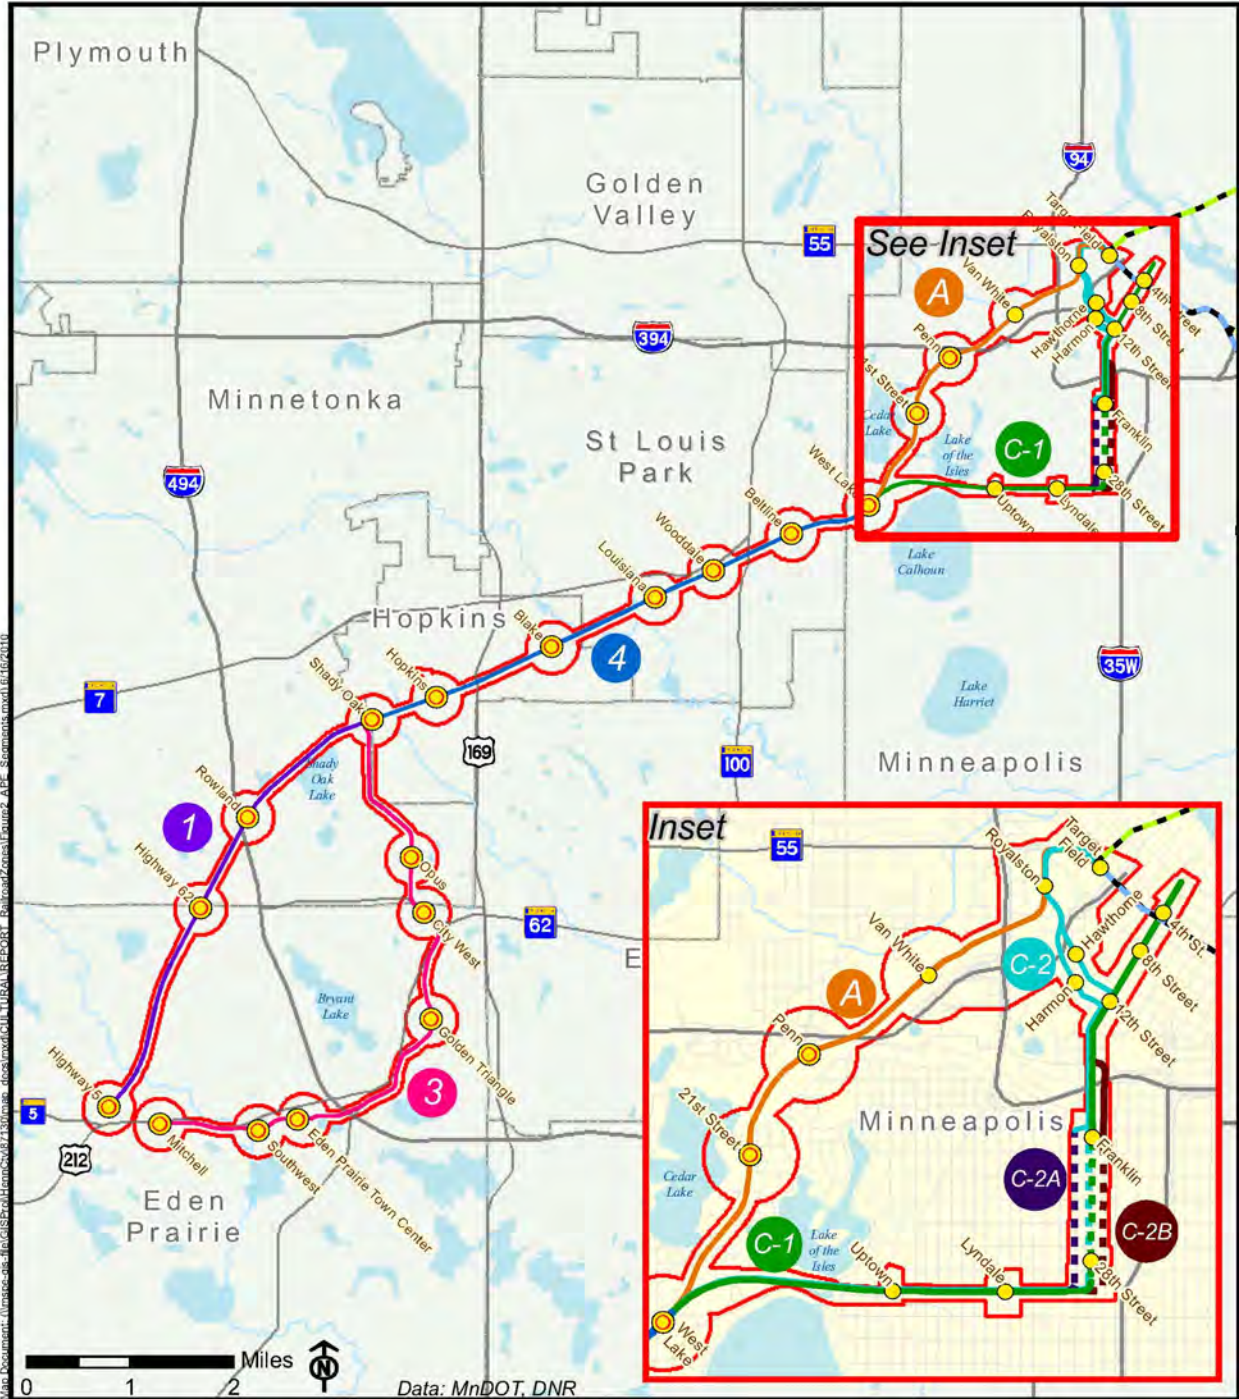 Plymouth
Golden
Valley
94
55
See Inset
Target Field
Royalston
Van White
A
4th Street
8th Street
Hawthorne
Harmon
12th Street
394
Penn
1st Street
Minnetonka
Cedar
Lake
Franklin
St Louis
Park
Lake
of the
Isles
C-1
West Lake
28th Street
Uptown
Lyndale
494
Beltline
Wooddale
Louisiana
Lake
Calhoun
Hopkins
Blake
4
Hopkins
Shady Oak
7
35W
Lake
Harriet
169
100
Minneapolis
Shady
Oak
Lake
Rowland
1
Opus
Highway 62
City West
62
E
Bryant
Lake
Golden Triangle
Highway 5
3
5
Mitchell
Southwest
Eden Prairie Town Center
212
Eden
Prairie
Inset
55
Target
Field
Royalston
Hawthorne
4th St.
8th Street
Van White
C-2
Harmon
A
12th Street
Penn
Minneapolis
21st Street
Franklin
C-2A
Cedar
Lake
C-2B
C-1
Lake
of the
Isles
Uptown
Lyndale
28th Street
West
Lake
Miles
N
0 1 2
Data: MnDOT, DNR